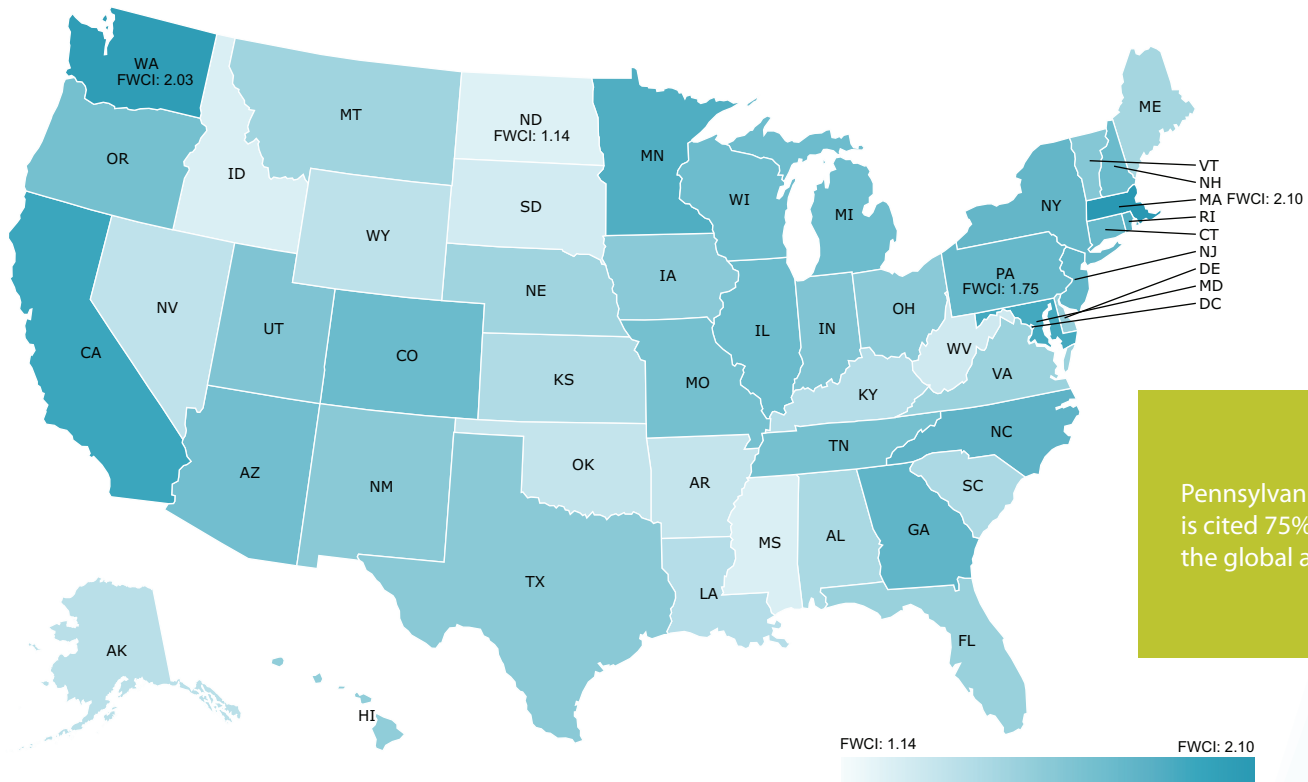 WA
FWCI: 2.03
MT
ND
FWCI: 1.14
MN
ME
OR
ID
SD
WI
MI
NY
VT
NH
MA FWCI: 2.10
RI
CT
NJ
DE
MD
DC
WY
IA
NE
PA
FWCI: 1.75
NV
UT
CO
IL
IN
OH
WV
VA
CA
KS
MO
KY
AZ
NM
OK
AR
TN
NC
SC
MS
AL
GA
TX
LA
FL
AK
HI
Pennsylvan
is cited 75%
the global a
FWCI: 1.14
FWCI: 2.10